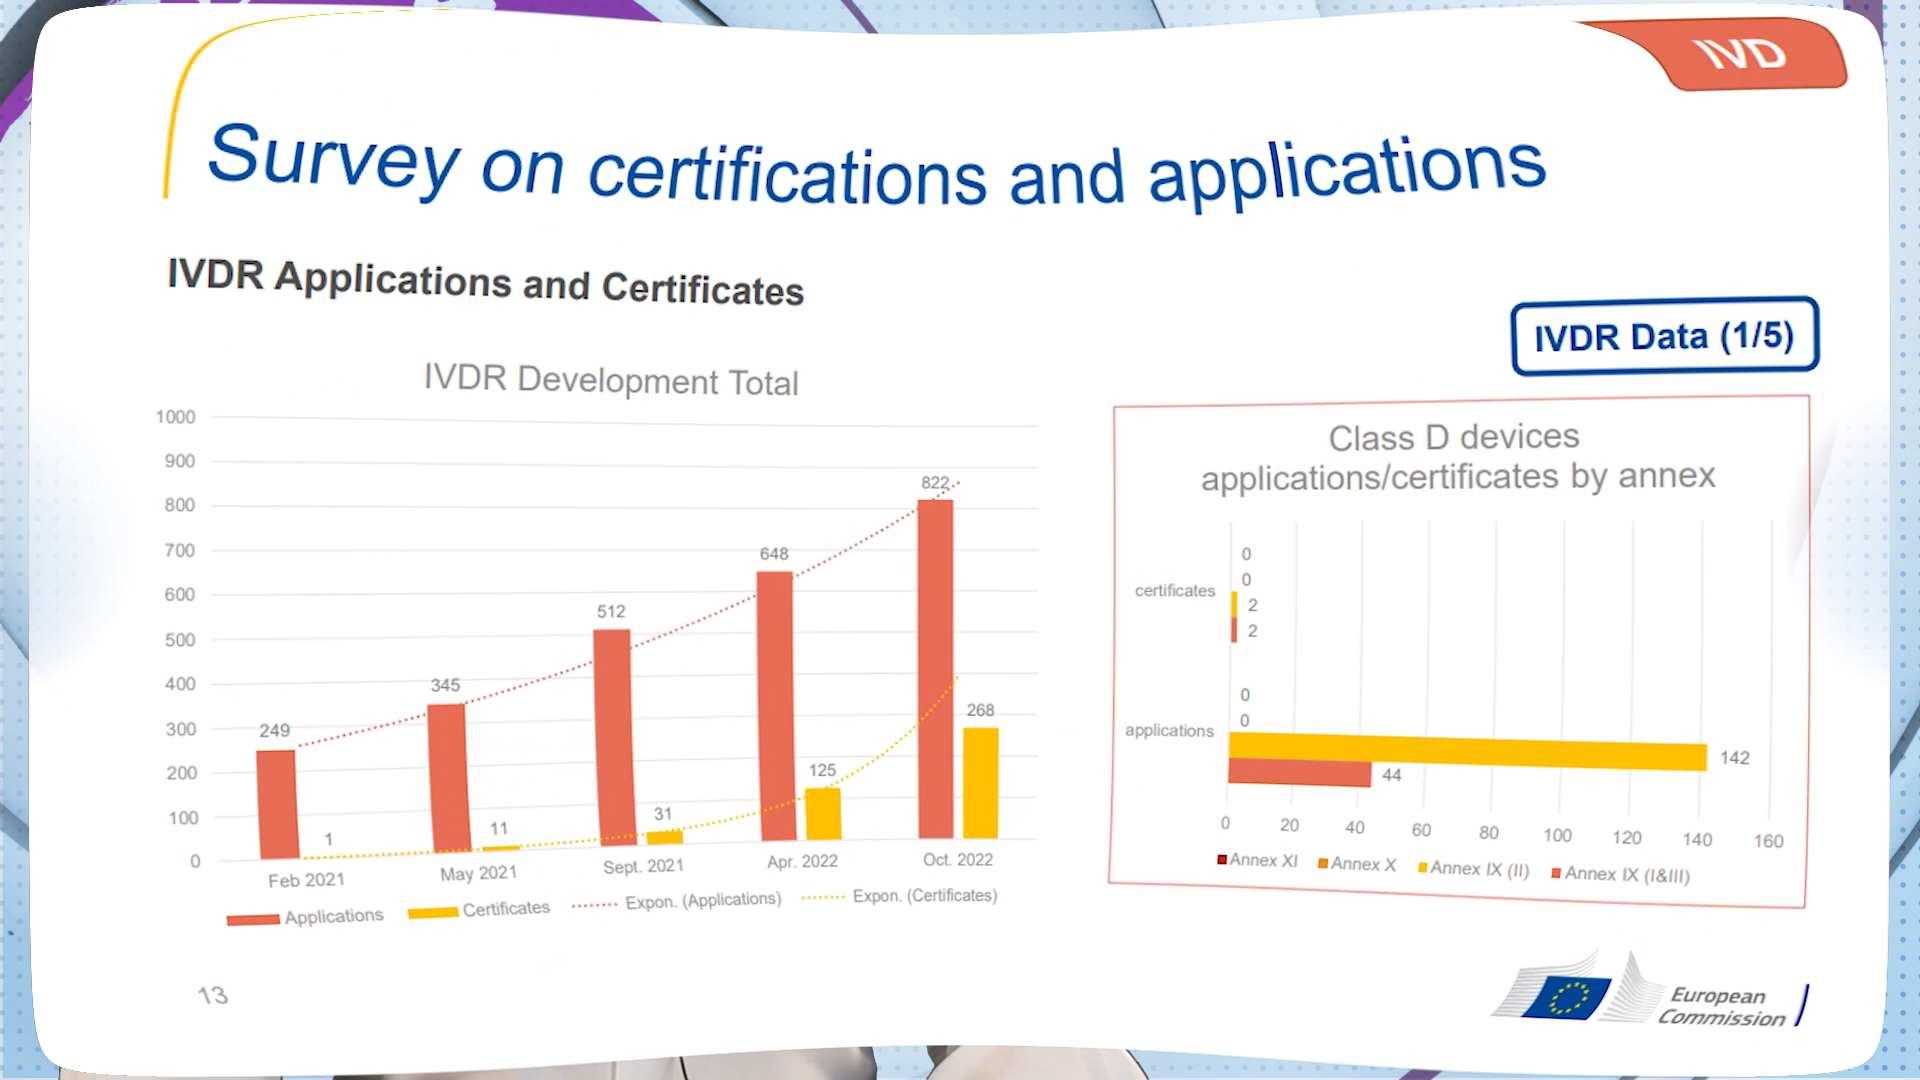 IVD
Survey on certifications and applications
IVDR Applications and Certificates
IVDR Data (1/5)
IVDR Development Total
1000
900
800
700
600
500
400
300
200
100
0
249
1
345
11
512
31
648
125
822
268
Feb 2021
May 2021
Sept. 2021
Apr. 2022
Oct. 2022
Applications
Certificates
Expon. (Applications)
Expon. (Certificates)
Class D devices
applications/certificates by annex
certificates
0
0
2
2
applications
0
0
142
44
0 20 40 60 80 100 120 140 160
Annex XI
Annex X
Annex IX (II)
Annex IX (I&III)
13
European
Commission